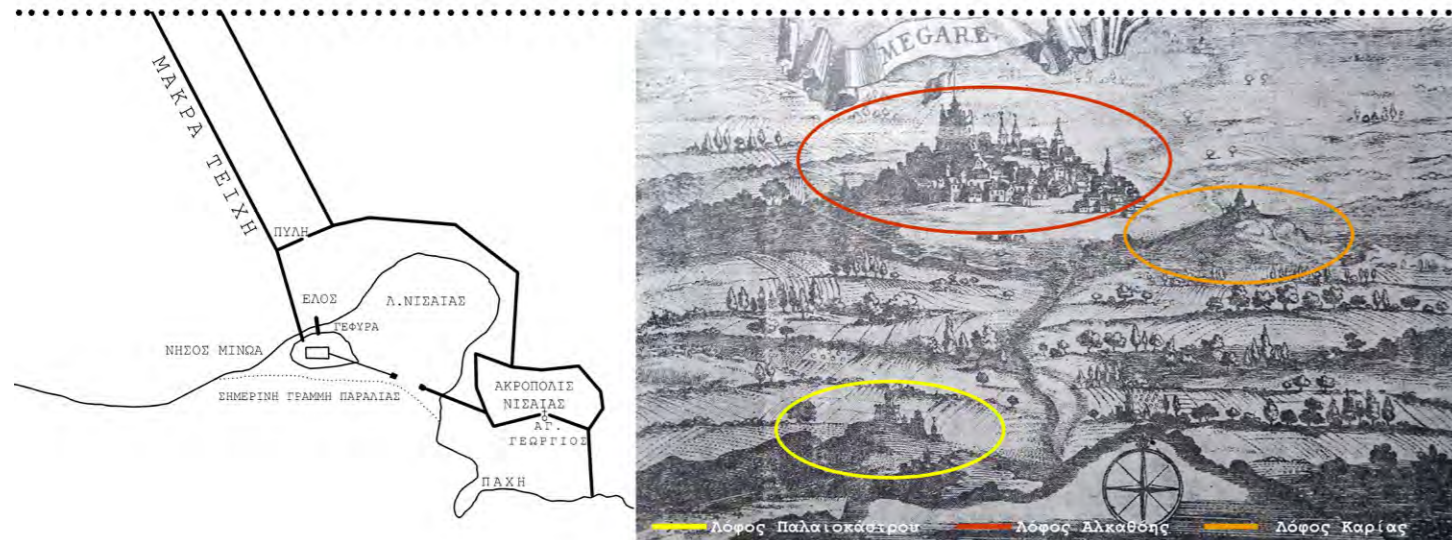 ΜΑΚΡΑ ΤΕΙΧΗ
ΠΥΛΗ
ΕΛΟΣ
Λ.ΝΙΣΑΙΑΣ
ΓΕΦΥΡΑ
ΝΗΣΟΣ ΜΙΝΩΑ
ΣΗΜΕΡΙΝΗ ΓΡΑΜΜΗ ΠΑΡΑΛΙΑΣ
ΑΚΡΟΠΟΛΙΣ
ΝΙΣΑΙΑΣ
ΑΓ.
ΓΕΩΡΓΙΟΣ
ΠΑΧΗ
MEGARE.
Λόφος Παλαιοκάστρου
Λόφος Αλκαθόης
Λόφος Καρίας